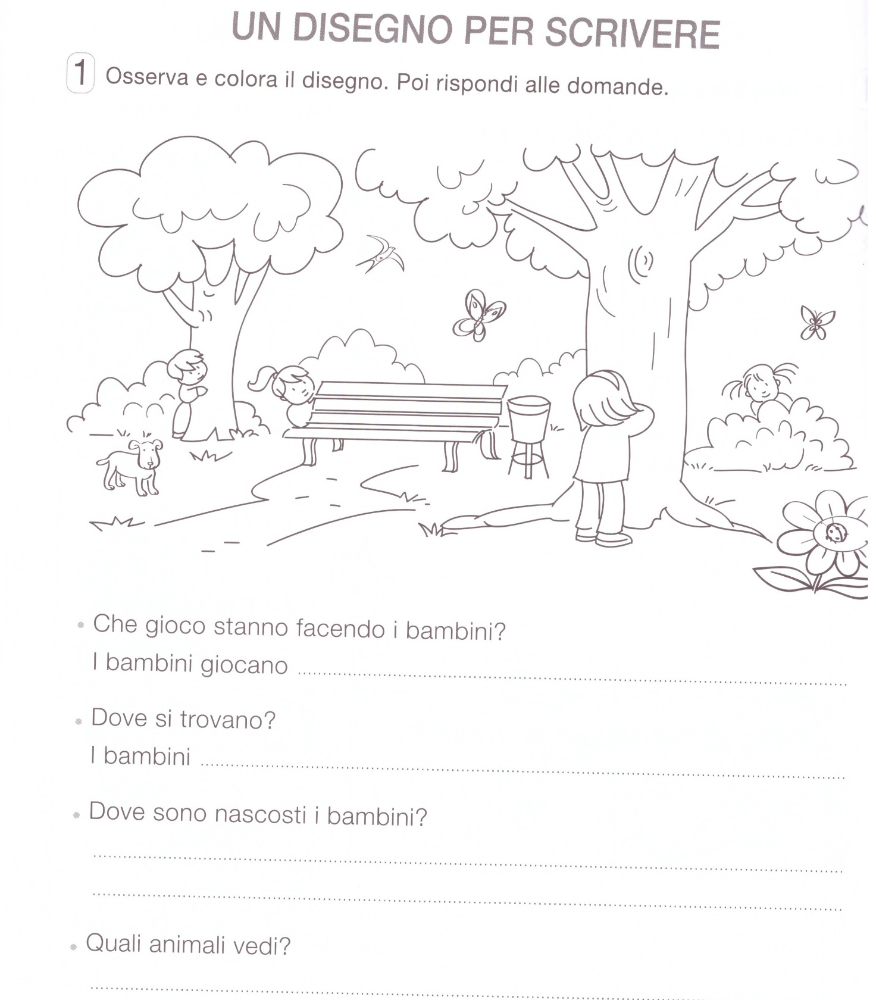 UN DISEGNO PER SCRIVERE
1 Osserva e colora il disegno. Poi rispondi alle domande.
• Che gioco stanno facendo i bambini?
I bambini giocano
• Dove si trovano?
I bambini
• Dove sono nascosti i bambini?
• Quali animali vedi?